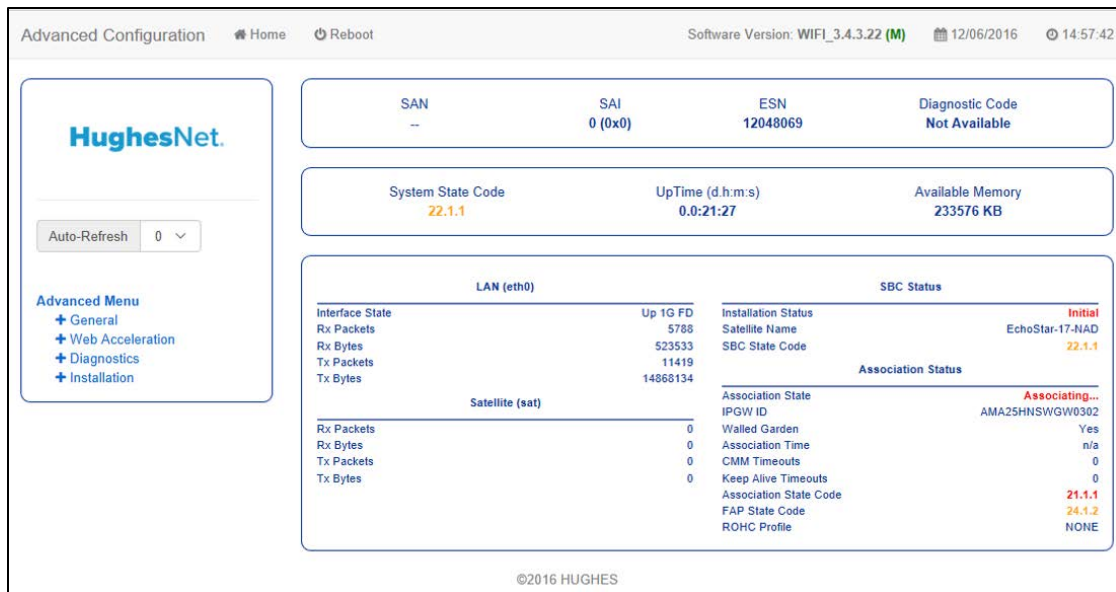 Advanced Configuration Home Reboot Software Version: WIFI_3.4.3.22 (M) 12/06/2016 14:57:42
HughesNet.
Auto-Refresh 0
Advanced Menu
General
Web Acceleration
Diagnostics
Installation
SAN SAI ESN Diagnostic Code
-- 0 (0x0) 12048069 Not Available
System State Code UpTime (d.h:m:s) Available Memory
22.1.1 0.0:21:27 233576 KB
LAN (eth0)
Interface State Up 1G FD
Rx Packets 5788
Rx Bytes 523533
Tx Packets 11419
Tx Bytes 14868134
Satellite (sat)
Rx Packets 0
Rx Bytes 0
Tx Packets 0
Tx Bytes 0
SBC Status
Installation Status Initial
Satellite Name EchoStar-17-NAD
SBC State Code 22.1.1
Association Status
Association State Associating...
IPGW ID AMA25HNSWGW0302
Walled Garden Yes
Association Time n/a
CMM Timeouts 0
Keep Alive Timeouts 0
Association State Code 21.1.1
FAP State Code 24.1.2
ROHC Profile NONE
©2016 HUGHES